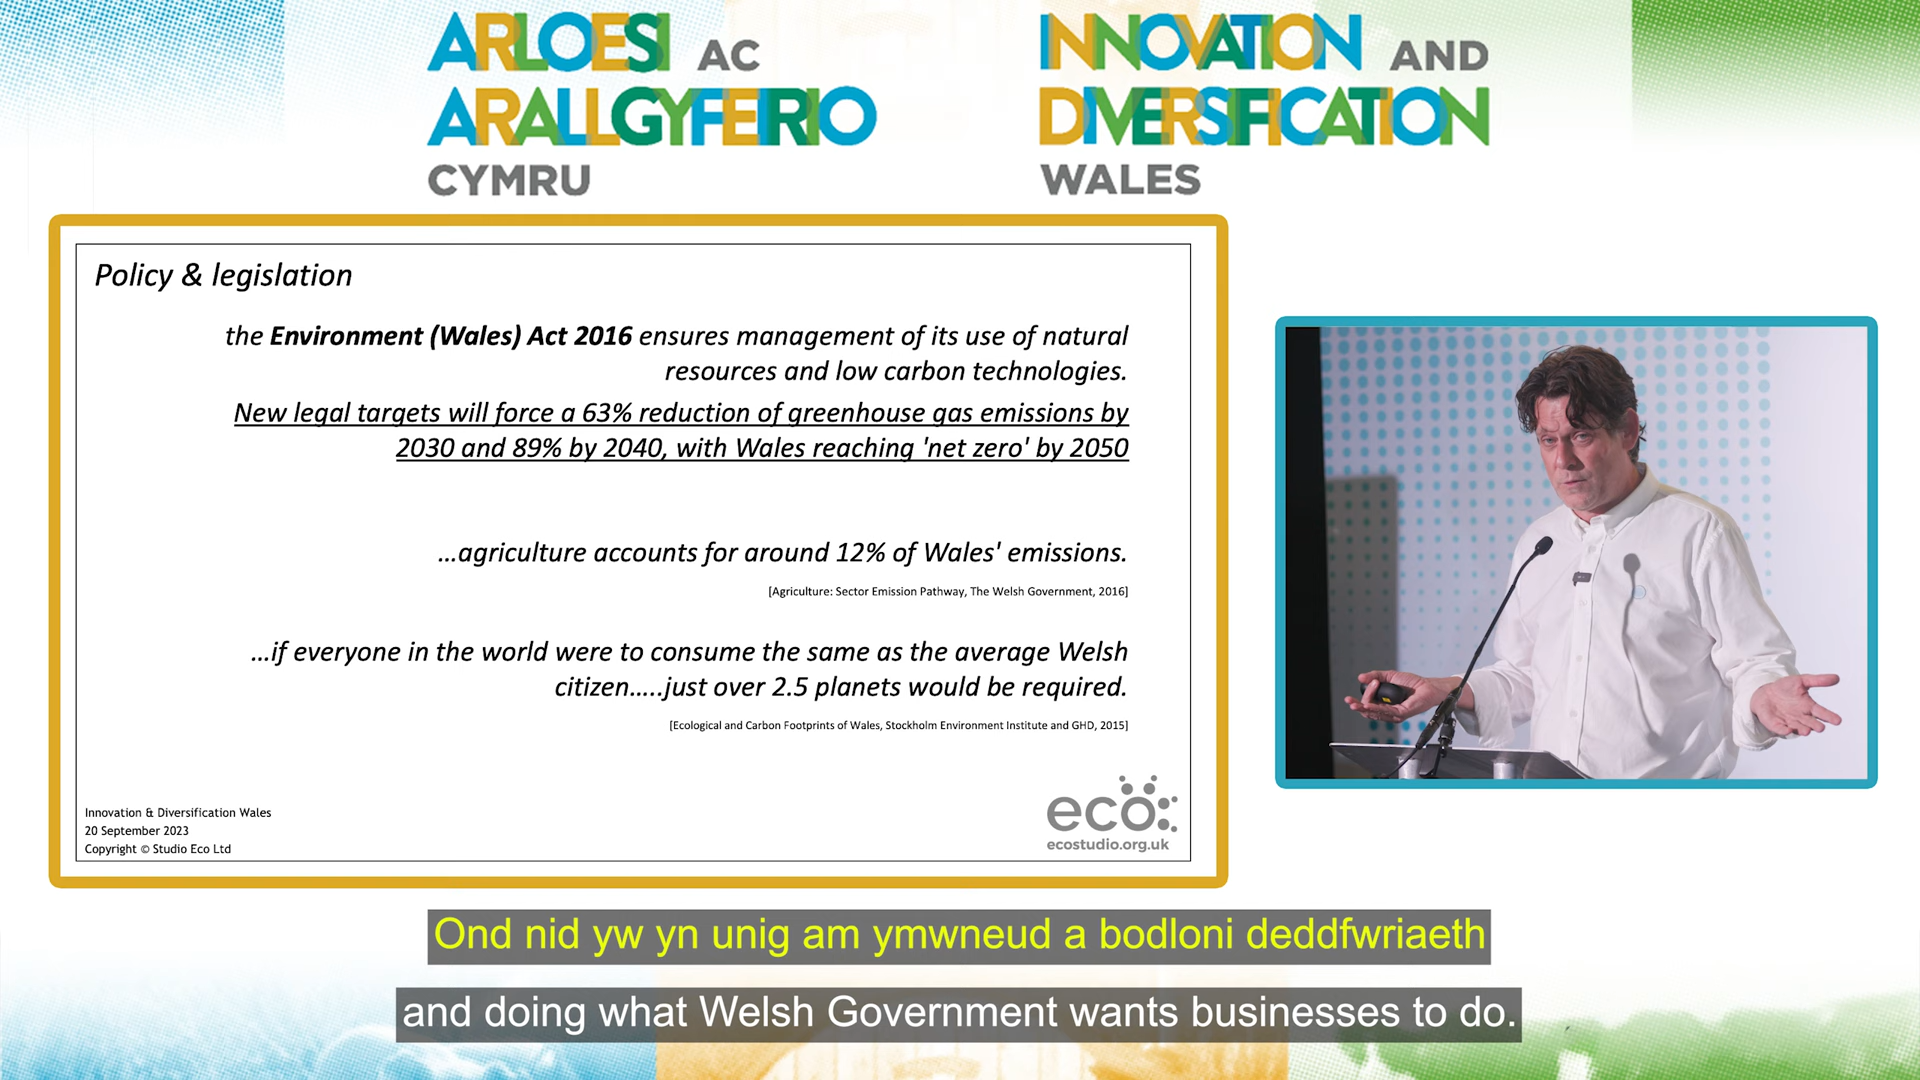 ARLOESI AC
ARALLGYFEIRIO
CYMRU
INNOVATION AND
DIVERSIFICATION
WALES
Policy & legislation
the Environment (Wales) Act 2016 ensures management of its use of natural
resources and low carbon technologies.
New legal targets will force a 63% reduction of greenhouse gas emissions by
2030 and 89% by 2040, with Wales reaching 'net zero' by 2050
...agriculture accounts for around 12% of Wales' emissions.
[Agriculture: Sector Emission Pathway, The Welsh Government, 2016]
...if everyone in the world were to consume the same as the average Welsh
citizen.....just over 2.5 planets would be required.
[Ecological and Carbon Footprints of Wales, Stockholm Environment Institute and GHD, 2015]
Innovation & Diversification Wales
20 September 2023
Copyright © Studio Eco Ltd
eco
ecostudio.org.uk
Ond nid yw yn unig am ymwneud a bodloni deddfwriaeth
and doing what Welsh Government wants businesses to do.